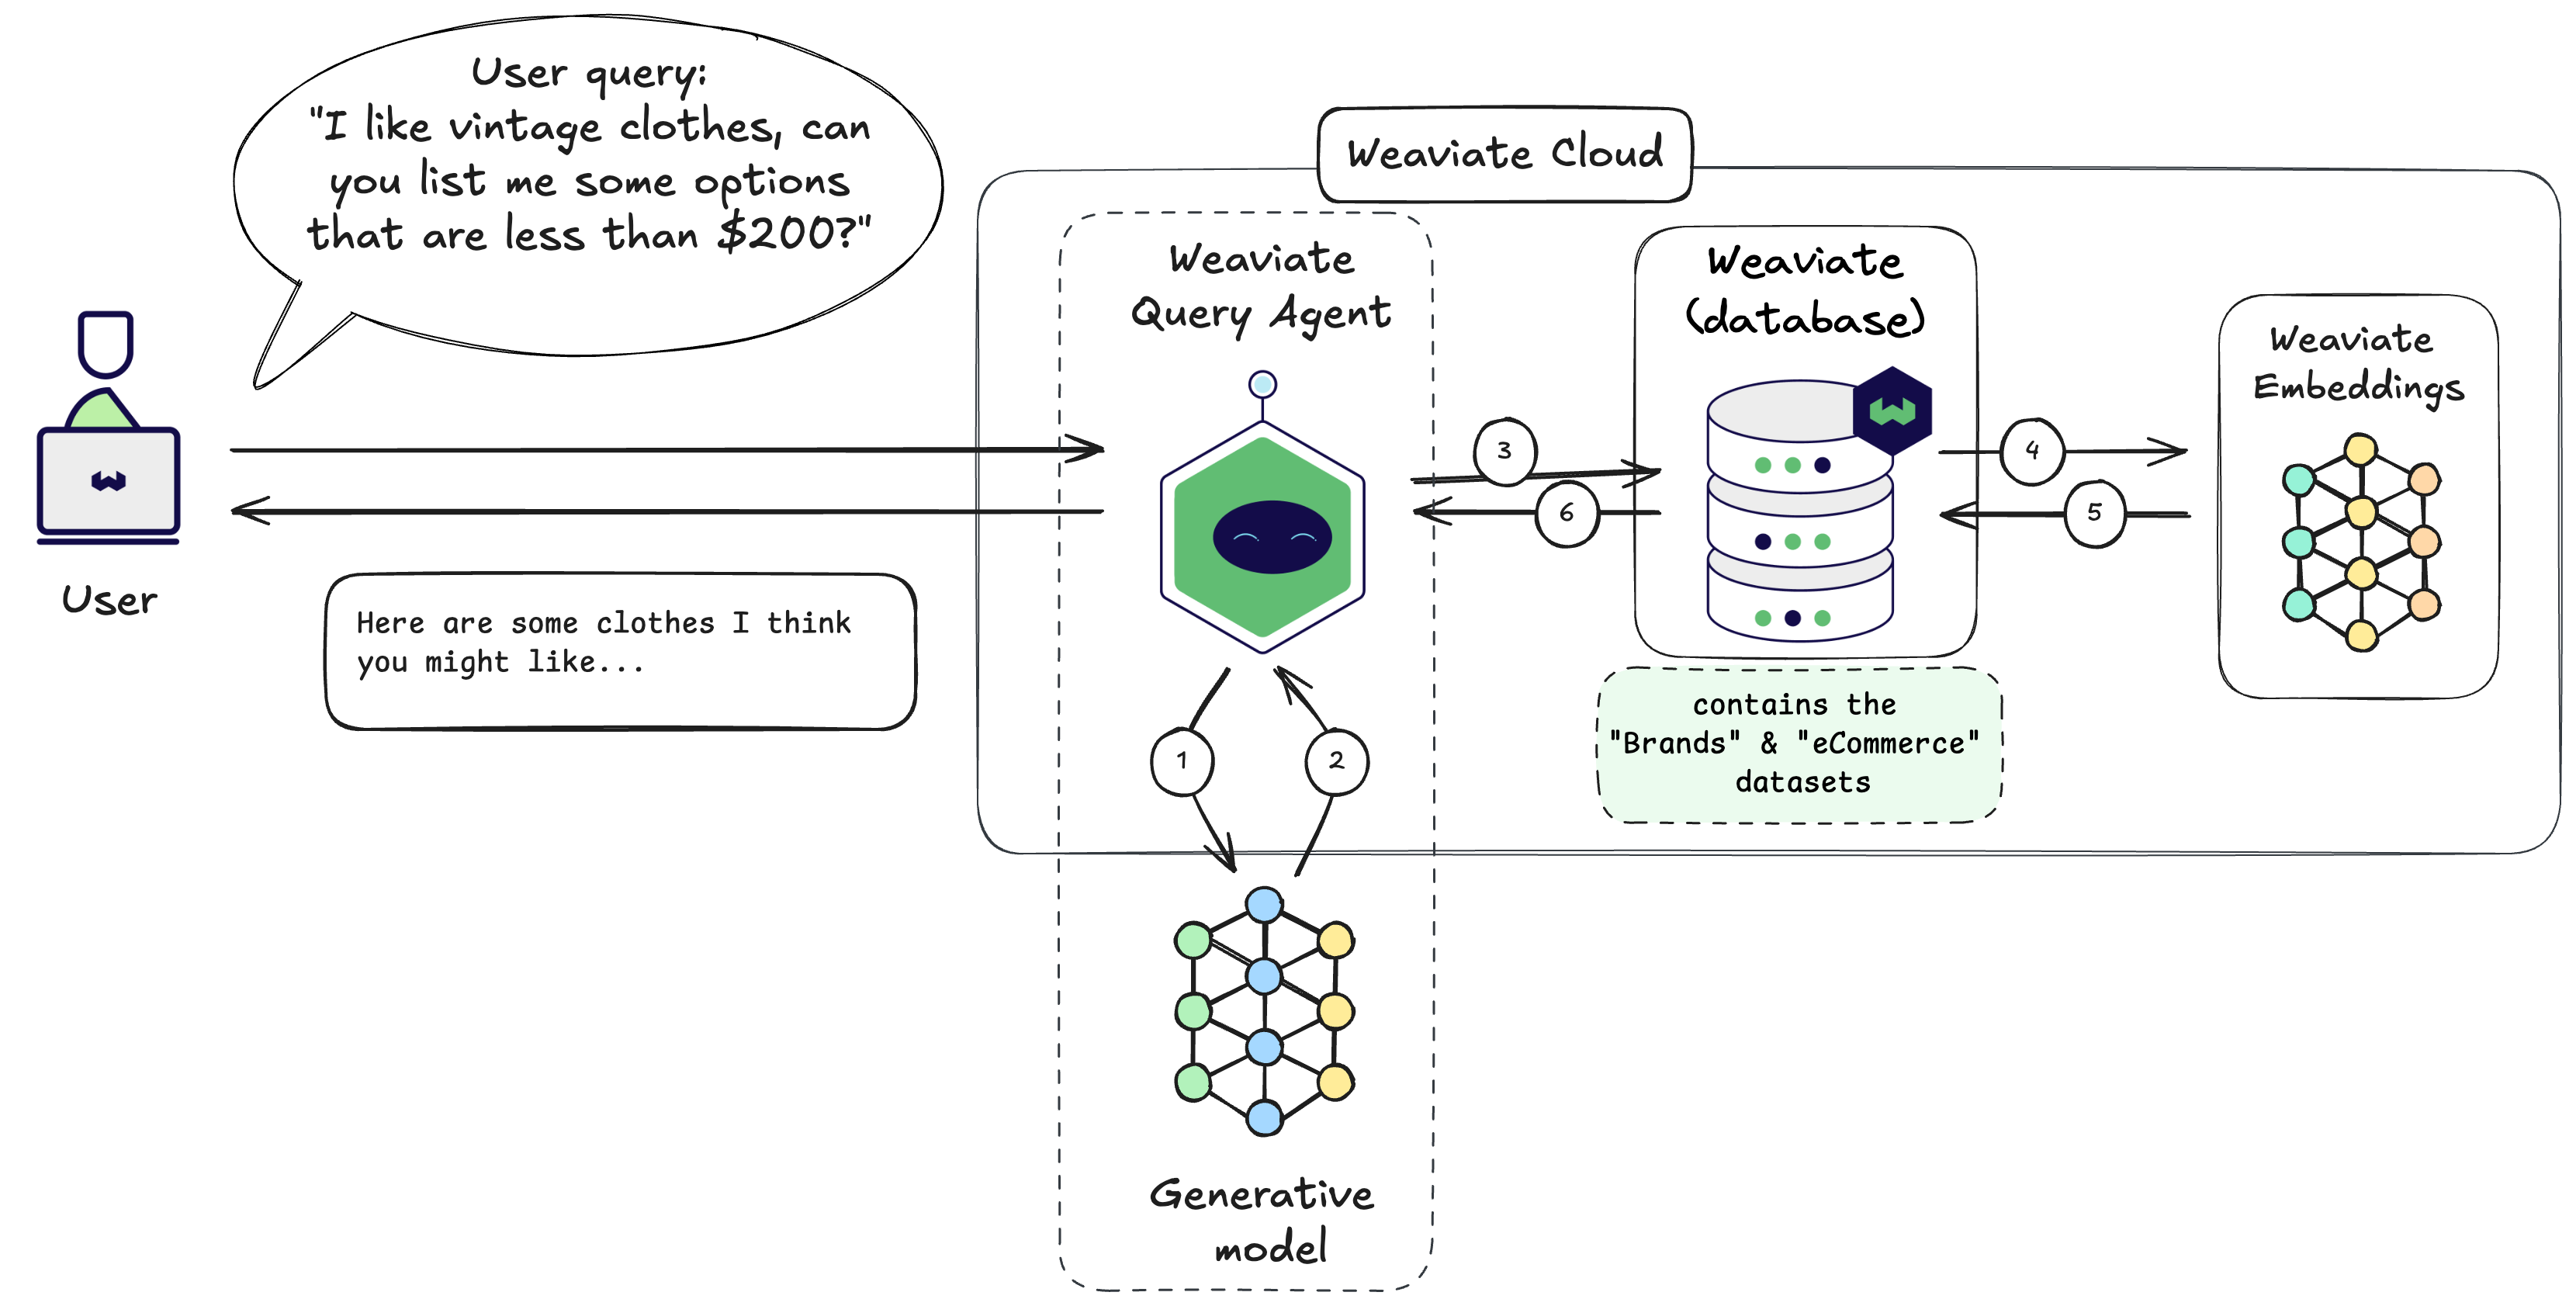 User query:
"I like vintage clothes, can
you list me some options
that are less than $200?"
Weaviate Cloud
Weaviate
Query Agent
Weaviate
(database)
Weaviate
Embeddings
3
4
6
5
User
Here are some clothes I think
you might like...
contains the
"Brands" & "eCommerce"
datasets
1
2
Generative
model